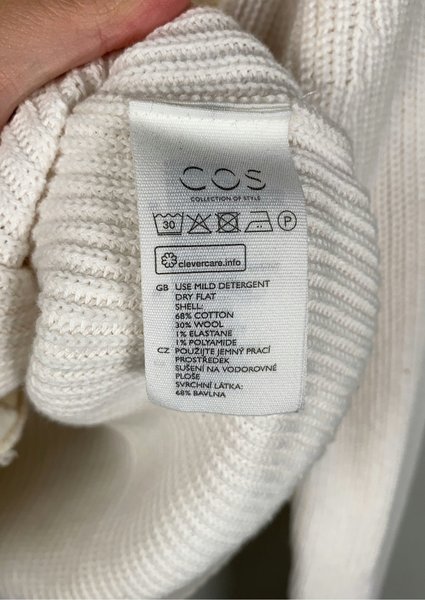 COS
COLLECTION OF STYLE
30 P
clevercare.info
GB USE MILD DETERGENT
DRY FLAT
SHELL:
68% COTTON
30% WOOL
1% ELASTANE
1% POLYAMIDE
CZ POUŽIJTE JEMNÝ PRACÍ
PROSTŘEDEK
SUŠENÍ NA VODOROVNÉ
PLOŠE
SVRCHNÍ LÁTKA:
68% BAVLNA